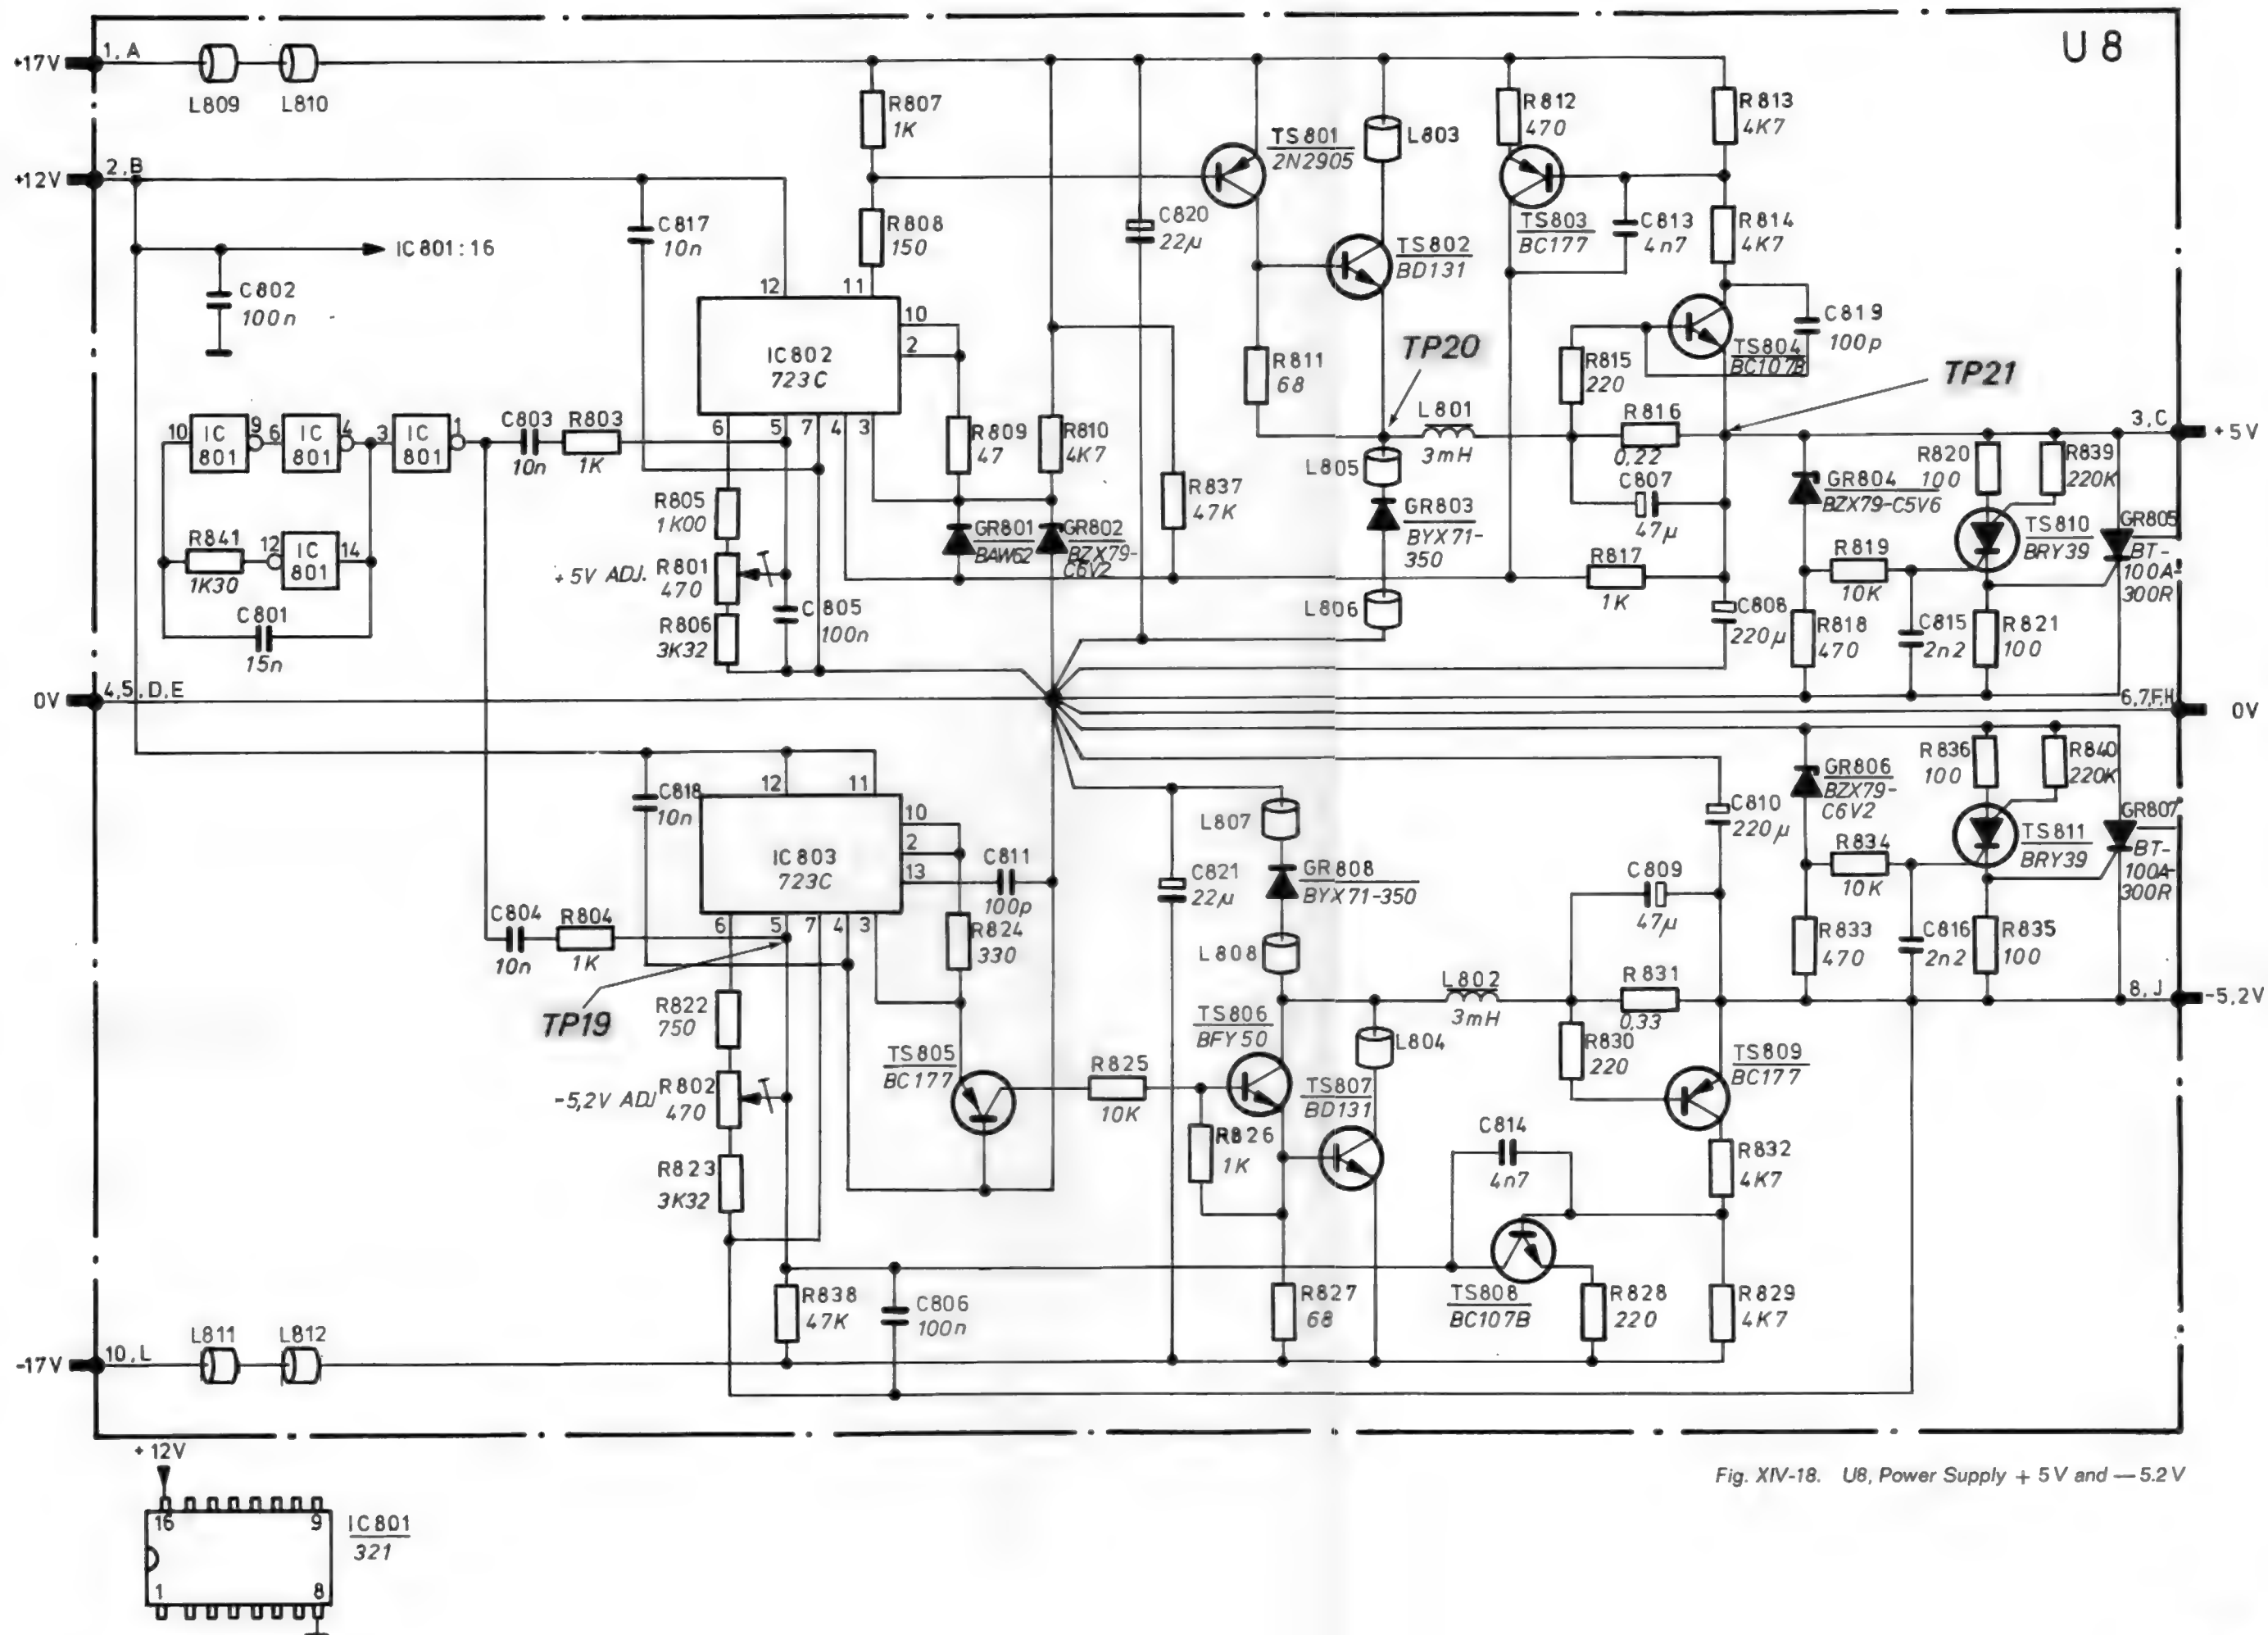 U 8
+17V
1, A
L809
L810
+12V
2, B
IC 801:16
C802
100n
R807
1K
R808
150
C817
10n
C820
22µ
TS801
2N2905
L803
TS802
BD131
R812
470
R813
4K7
TS803
BC177
C813
4n7
R814
4K7
C819
100p
TS804
BC107B
R815
220
12
11
10
2
IC802
723C
6
5
7
4
3
TP20
TP21
R811
68
L801
3mH
R816
0,22
C807
47µ
3, C
+5V
10
IC
801
9
6
IC
801
4
3
IC
801
1
C803
10n
R803
1K
R841
1K30
12
IC
801
14
C801
15n
R805
1K00
+5V ADJ.
R801
470
R806
3K32
C805
100n
R809
47
R810
4K7
GR801
BAW62
GR802
BZX79-
C6V2
R837
47K
L805
GR803
BYX71-
350
L806
R817
1K
C808
220µ
GR804
BZX79-C5V6
R820
100
R839
220K
TS810
BRY39
GR805
BT-
100A-
300R
R819
10K
R818
470
C815
2n2
R821
100
0V
4,5,D,E
6,7,F,H
0V
C818
10n
12
11
10
2
13
IC803
723C
6
5
7
4
3
C811
100p
C804
10n
R804
1K
TP19
R824
330
R822
750
-5,2V ADJ
R802
470
R823
3K32
TS805
BC177
R825
10K
L807
GR808
BYX71-350
C821
22µ
L808
TS806
BFY50
L804
TS807
BD131
R826
1K
L802
3mH
C810
220µ
C809
47µ
R831
0,33
R830
220
TS809
BC177
C814
4n7
R832
4K7
GR806
BZX79-
C6V2
R836
100
R840
220K
TS811
BRY39
GR807
BT-
100A-
300R
R834
10K
R833
470
C816
2n2
R835
100
8, J
-5,2V
R838
47K
C806
100n
R827
68
TS808
BC107B
R828
220
R829
4K7
-17V
10, L
L811
L812
+12V
16
9
1
8
IC801
321
Fig. XIV-18. U8, Power Supply + 5 V and — 5.2 V